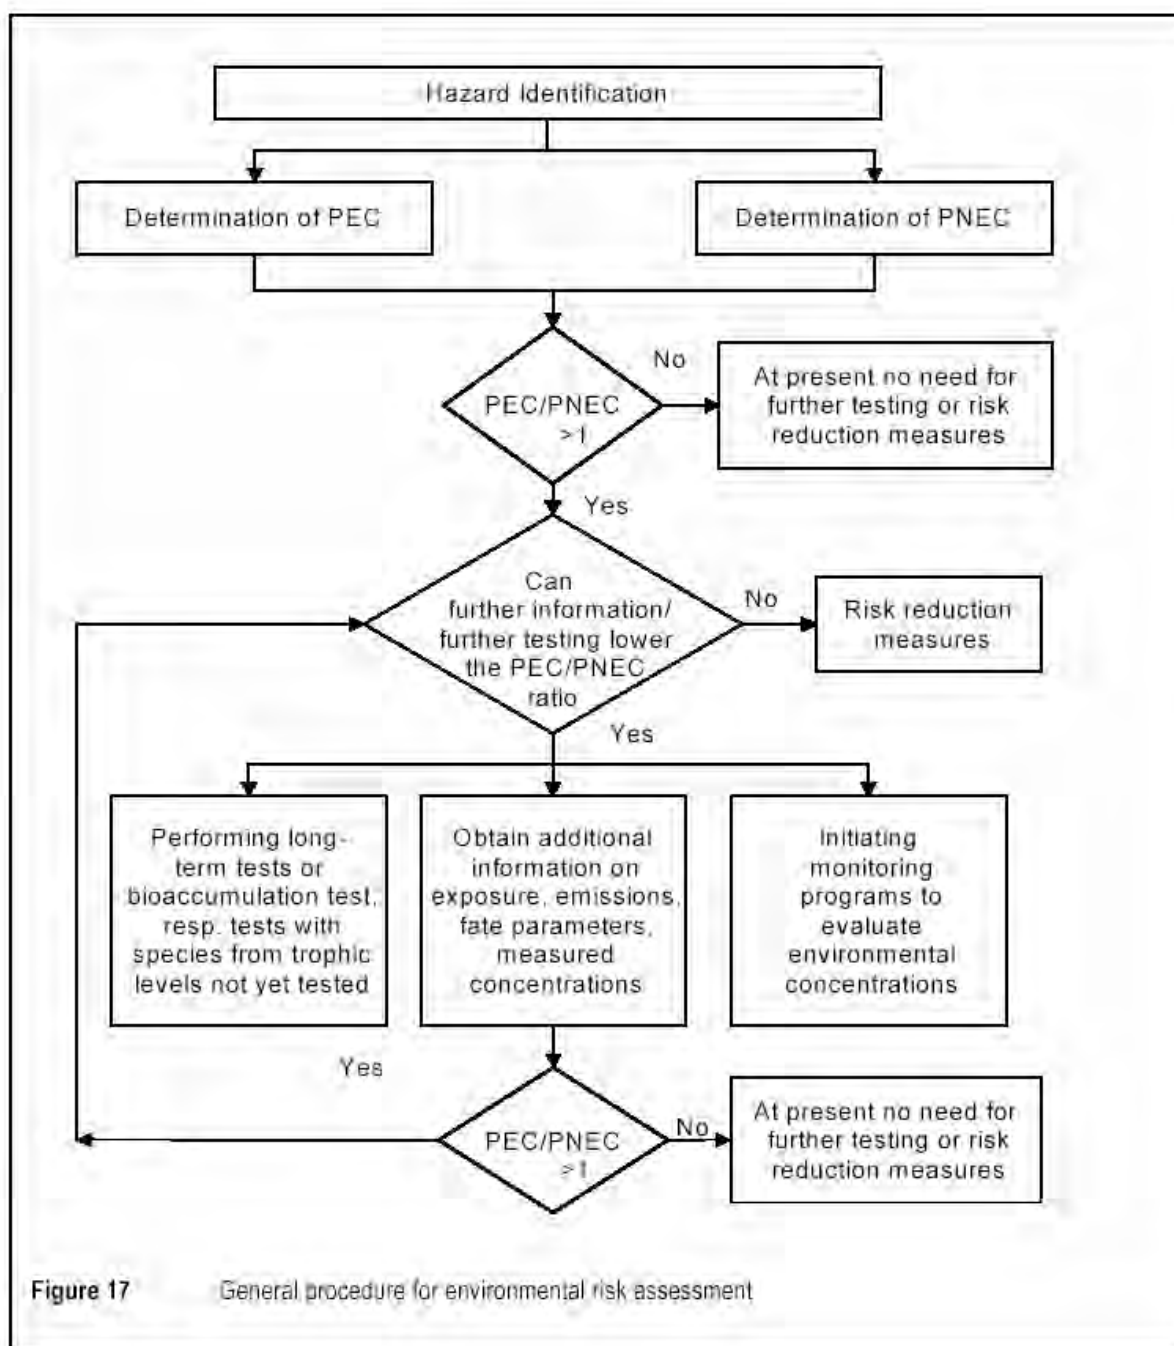 Hazard Identification
Determination of PEC
Determination of PNEC
PEC/PNEC
>1
No
At present no need for
further testing or risk
reduction measures
Yes
Can
further information/
further testing lower
the PEC/PNEC
ratio
No
Risk reduction
measures
Yes
Performing long-
term tests or
bioaccumulation test,
resp. tests with
species from trophic
levels not yet tested
Obtain additional
information on
exposure, emissions,
fate parameters,
measured
concentrations
Initiating
monitoring
programs to
evaluate
environmental
concentrations
Yes
PEC/PNEC
>1
No
At present no need for
further testing or risk
reduction measures
Figure 17 General procedure for environmental risk assessment